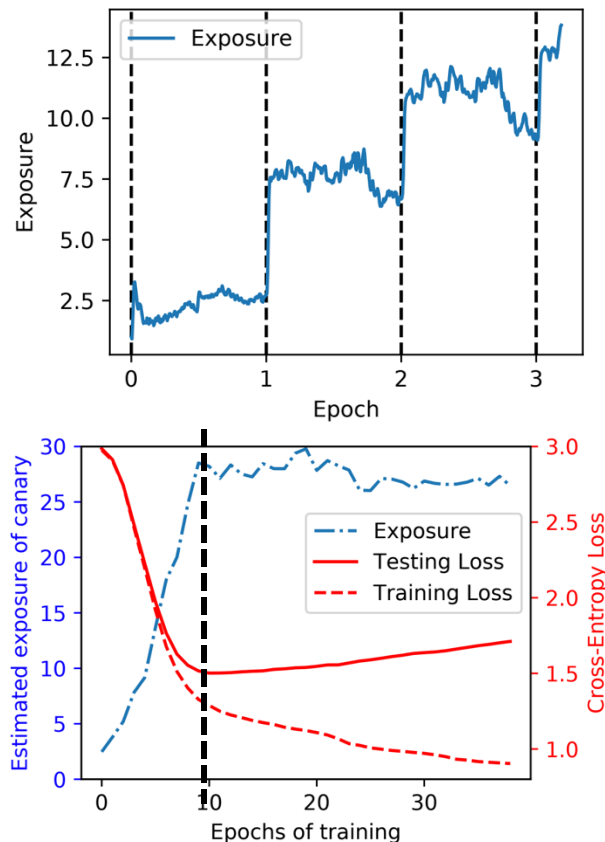 Exposure
12.5
10.0
7.5
5.0
2.5
Exposure
0 1 2 3
Epoch
30
25
20
15
10
5
0
Estimated exposure of canary
Exposure
Testing Loss
Training Loss
3.0
2.5
2.0
1.5
1.0
Cross-Entropy Loss
0 10 20 30
Epochs of training